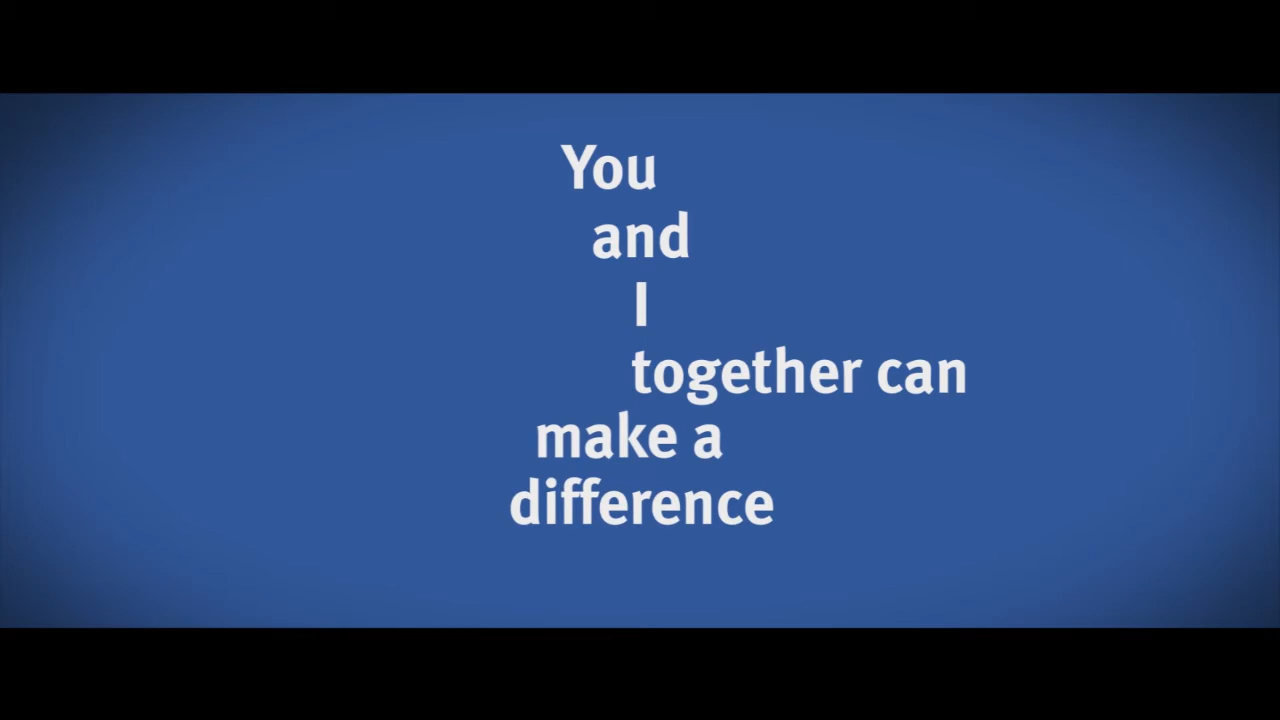 You
and
I
together can
make a
difference